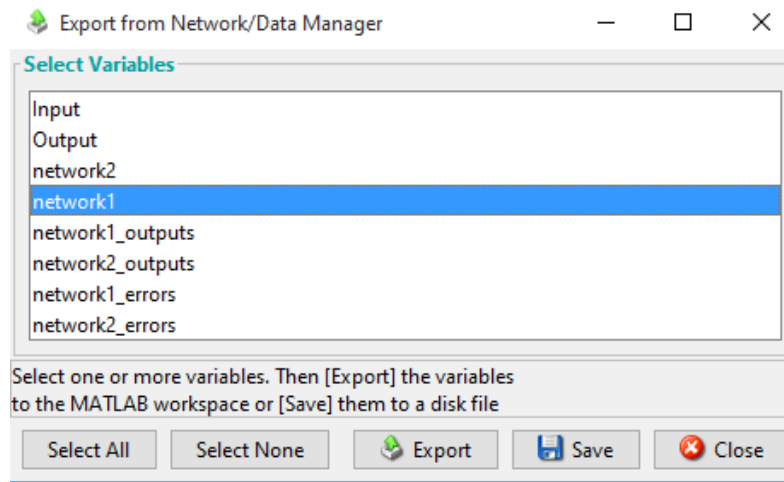 Export from Network/Data Manager
Select Variables
Input
Output
network2
network1
network1_outputs
network2_outputs
network1_errors
network2_errors
Select one or more variables. Then [Export] the variables
to the MATLAB workspace or [Save] them to a disk file
Select All Select None Export Save Close